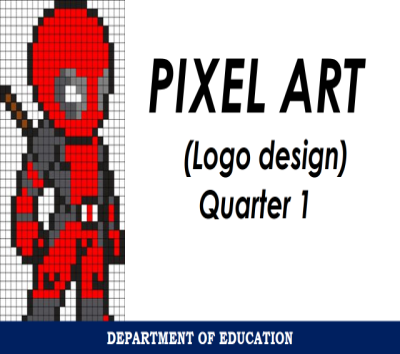 PIXEL ART
(Logo design)
Quarter 1
DEPARTMENT OF EDUCATION